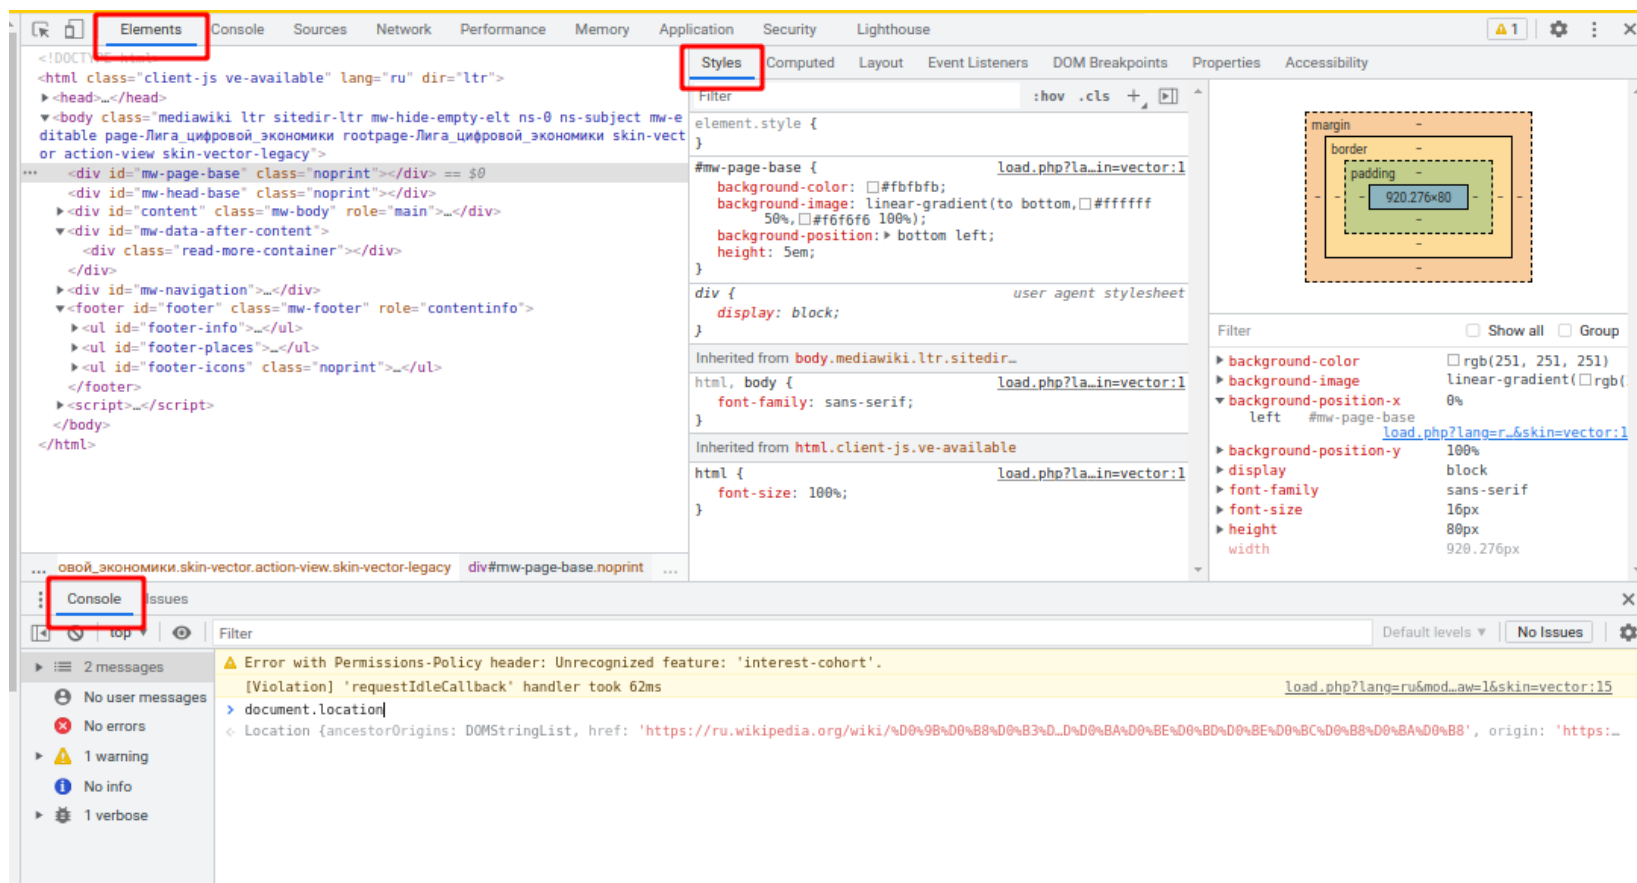 Elements Console Sources Network Performance Memory Application Security Lighthouse 1
<!DOCTYPE html>
<html class="client-js ve-available" lang="ru" dir="ltr">
<head>…</head>
<body class="mediawiki ltr sitedir-ltr mw-hide-empty-elt ns-0 ns-subject mw-e
ditable page-Лига_цифровой_экономики rootpage-Лига_цифровой_экономики skin-vect
or action-view skin-vector-legacy">
<div id="mw-page-base" class="noprint"></div> == $0
<div id="mw-head-base" class="noprint"></div>
<div id="content" class="mw-body" role="main">…</div>
<div id="mw-data-after-content">
<div class="read-more-container"></div>
</div>
<div id="mw-navigation">…</div>
<footer id="footer" class="mw-footer" role="contentinfo">
<ul id="footer-info">…</ul>
<ul id="footer-places">…</ul>
<ul id="footer-icons" class="noprint">…</ul>
</footer>
<script>…</script>
</body>
</html>
… овой_экономики.skin-vector.action-view.skin-vector-legacy div#mw-page-base.noprint …
Styles Computed Layout Event Listeners DOM Breakpoints Properties Accessibility
Filter :hov .cls +
element.style {
}
#mw-page-base { load.php?la…in=vector:1
background-color: #fbfbfb;
background-image: linear-gradient(to bottom, #ffffff
50%, #f6f6f6 100%);
background-position: bottom left;
height: 5em;
}
div { user agent stylesheet
display: block;
}
Inherited from body.mediawiki.ltr.sitedir…
html, body { load.php?la…in=vector:1
font-family: sans-serif;
}
Inherited from html.client-js.ve-available
html { load.php?la…in=vector:1
font-size: 100%;
}
margin -
border -
padding -
- - - 920.276×80 - - -
-
-
-
Filter Show all Group
background-color rgb(251, 251, 251)
background-image linear-gradient( rgb(
background-position-x 0%
left #mw-page-base
load.php?lang=r…&skin=vector:1
background-position-y 100%
display block
font-family sans-serif
font-size 16px
height 80px
width 920.276px
Console Issues
top Filter Default levels No Issues
2 messages
No user messages
No errors
1 warning
No info
1 verbose
Error with Permissions-Policy header: Unrecognized feature: 'interest-cohort'.
[Violation] 'requestIdleCallback' handler took 62ms load.php?lang=ru&mod…aw=1&skin=vector:15
> document.location
Location {ancestorOrigins: DOMStringList, href: 'https://ru.wikipedia.org/wiki/%D0%9B%D0%B8%D0%B3%D…D%D0%BA%D0%BE%D0%BD%D0%BE%D0%BC%D0%B8%D0%BA%D0%B8', origin: 'https:…